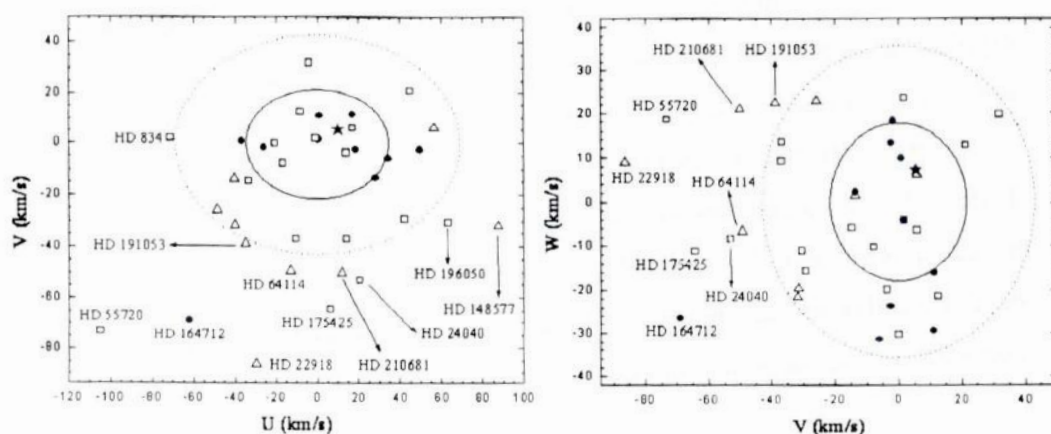 40
20
0
-20
-40
-60
-80
-120 -100 -80 -60 -40 -20 0 20 40 60 80 100
V (km/s)
U (km/s)
HD 834
HD 191053
HD 64114
HD 196050
HD 148577
HD 55720
HD 164712
HD 175425
HD 24040
HD 22918
HD 210681
40
30
20
10
0
-10
-20
-30
-40
-80 -60 -40 -20 0 20 40
W (km/s)
V (km/s)
HD 210681
HD 191053
HD 55720
HD 22918
HD 64114
HD 175425
HD 24040
HD 164712